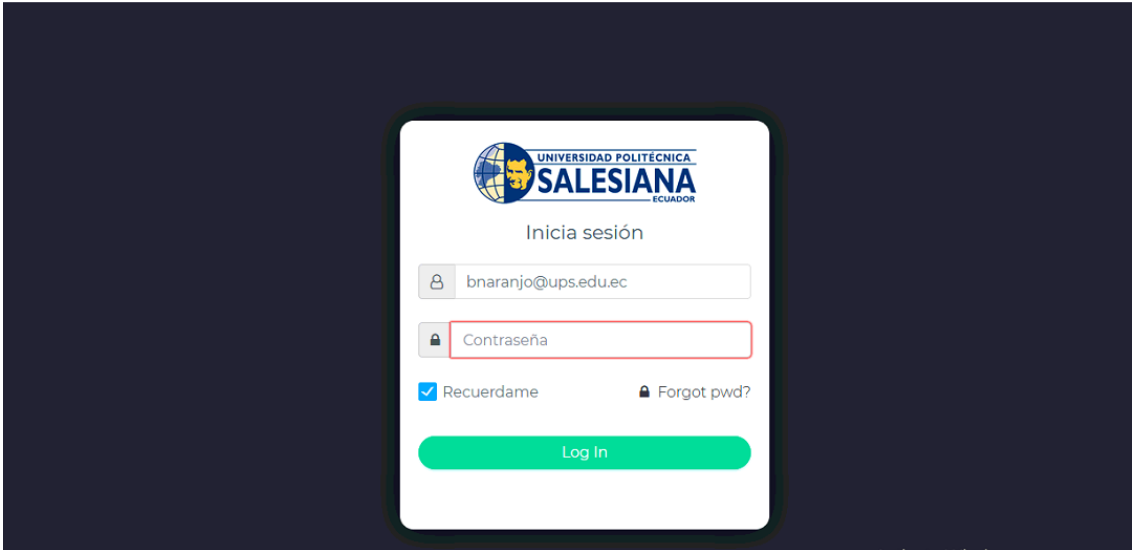 UNIVERSIDAD POLITÉCNICA
SALESIANA
ECUADOR
Inicia sesión
bnaranjo@ups.edu.ec
Contraseña
Recuerdame
Forgot pwd?
Log In